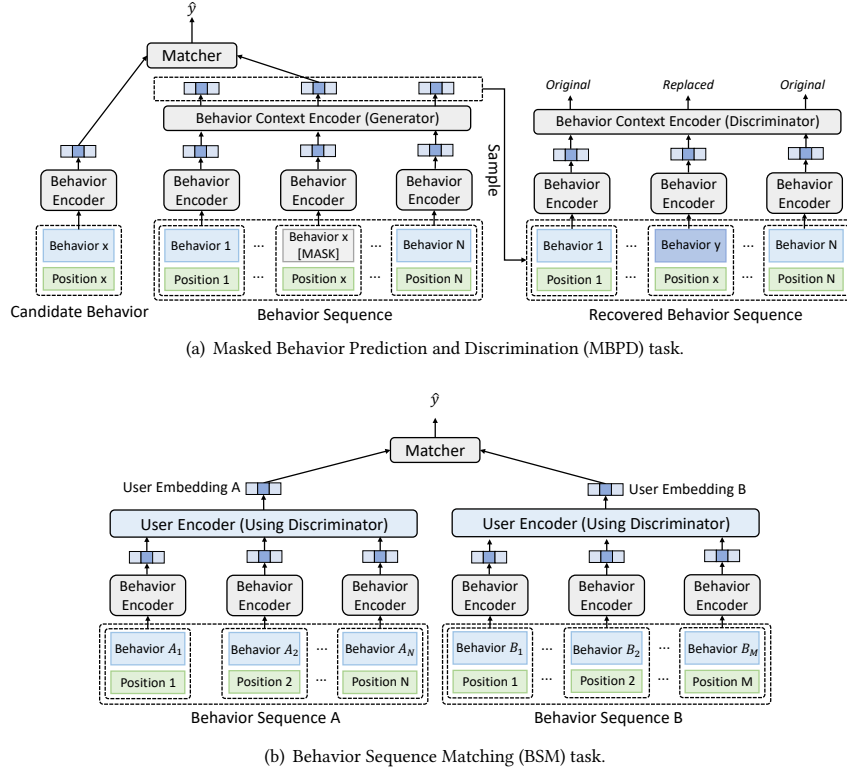 ŷ
Matcher
Original Replaced Original
Behavior Context Encoder (Generator)
Behavior Context Encoder (Discriminator)
Sample
Behavior Encoder
Behavior Encoder
Behavior Encoder
Behavior Encoder
Behavior Encoder
Behavior Encoder
Behavior Encoder
Behavior x
Behavior 1 ... Behavior x [MASK] ... Behavior N
Behavior 1 ... Behavior y ... Behavior N
Position x
Position 1 ... Position x ... Position N
Position 1 ... Position x ... Position N
Candidate Behavior
Behavior Sequence
Recovered Behavior Sequence
(a) Masked Behavior Prediction and Discrimination (MBPD) task.
ŷ
Matcher
User Embedding A
User Embedding B
User Encoder (Using Discriminator)
User Encoder (Using Discriminator)
Behavior Encoder
Behavior Encoder
Behavior Encoder
Behavior Encoder
Behavior Encoder
Behavior Encoder
Behavior A₁ Behavior A₂ ... Behavior A_N
Behavior B₁ ... Behavior B₂ ... Behavior B_M
Position 1 Position 2 ... Position N
Position 1 ... Position 2 ... Position M
Behavior Sequence A
Behavior Sequence B
(b) Behavior Sequence Matching (BSM) task.